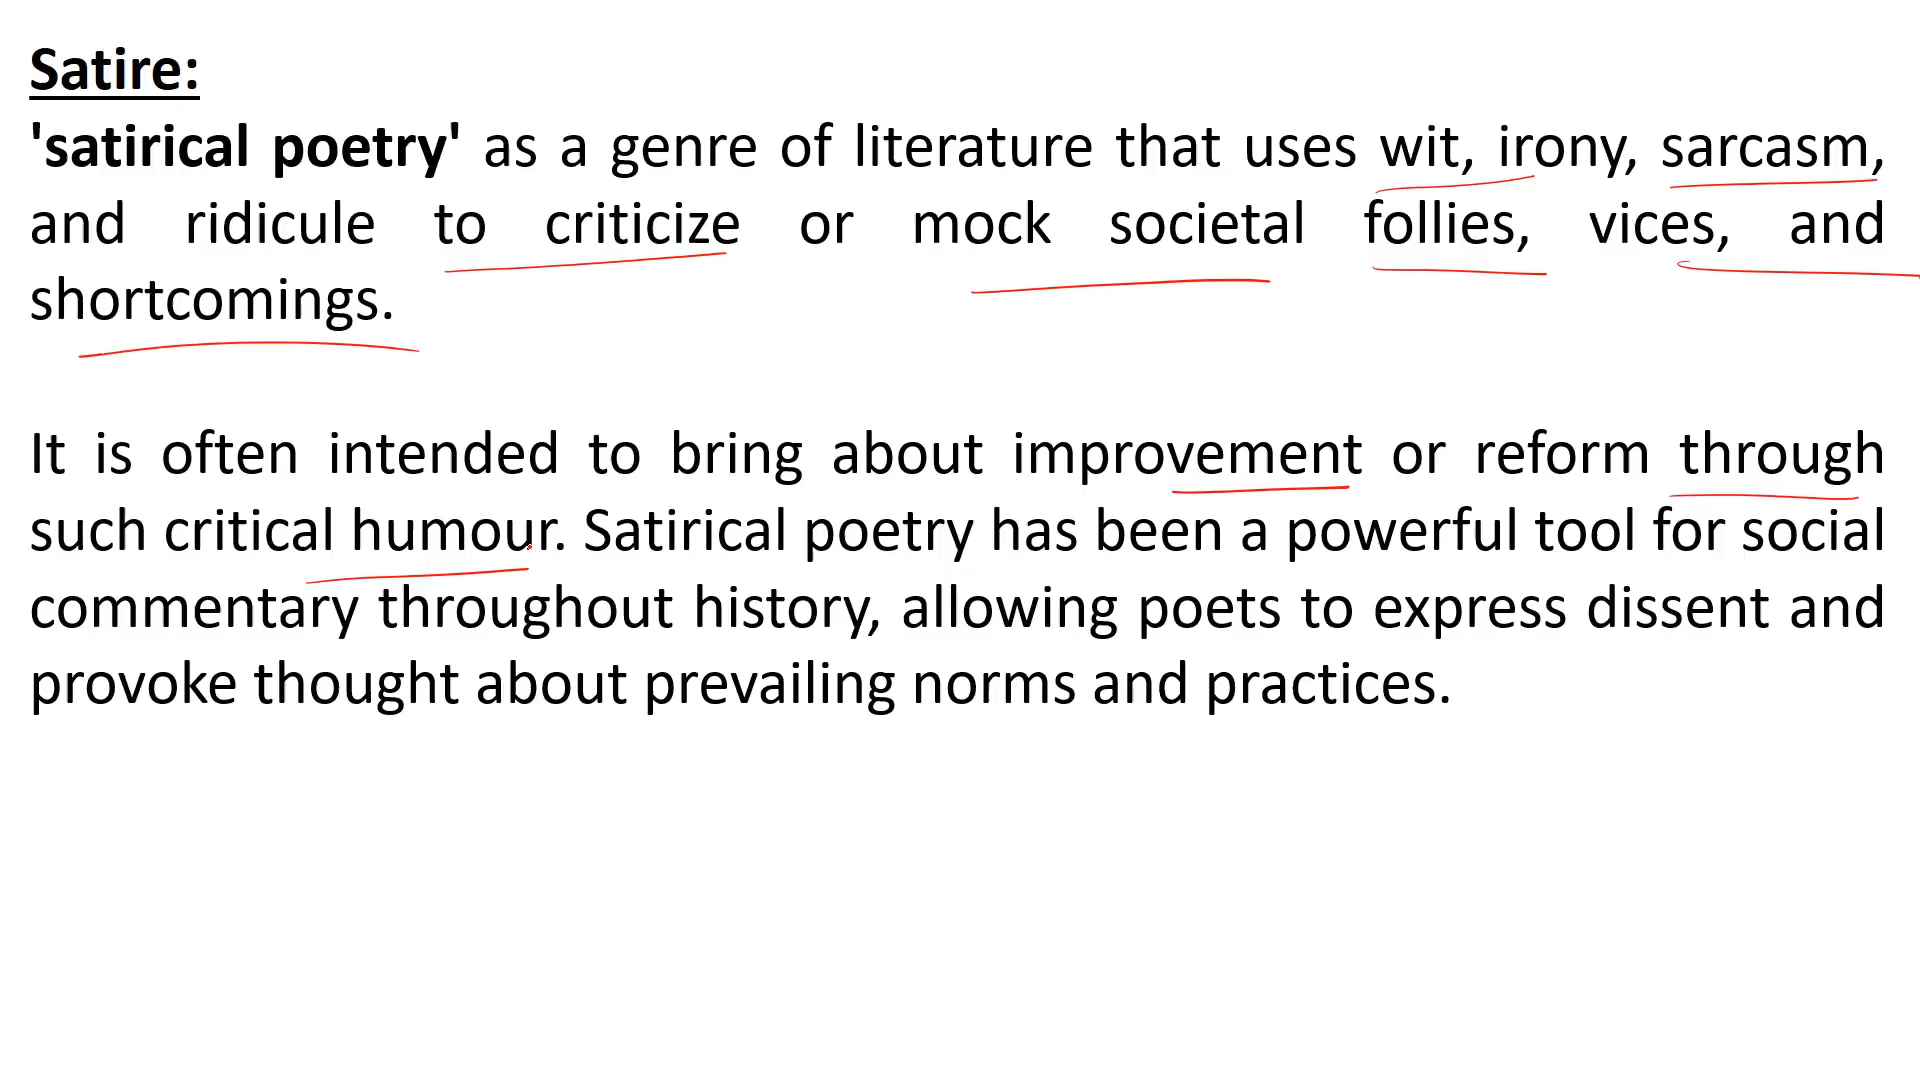 Satire:
'satirical poetry' as a genre of literature that uses wit, irony, sarcasm,
and ridicule to criticize or mock societal follies, vices, and
shortcomings.
It is often intended to bring about improvement or reform through
such critical humour. Satirical poetry has been a powerful tool for social
commentary throughout history, allowing poets to express dissent and
provoke thought about prevailing norms and practices.